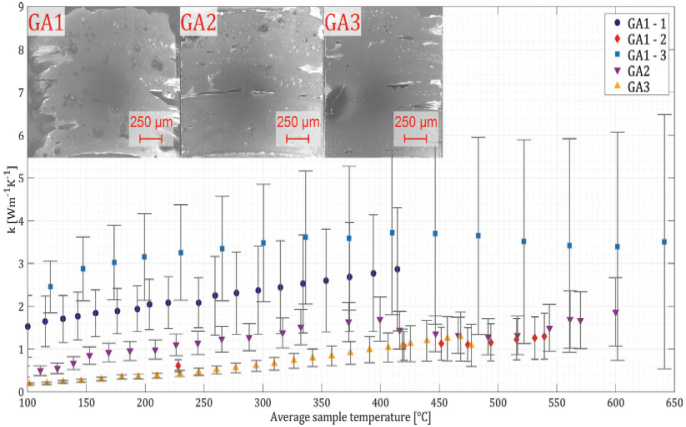 9
8
7
6
5
4
3
2
1
0
k [Wm⁻¹K⁻¹]
GA1
GA2
GA3
250 µm
250 µm
250 µm
GA1 - 1
GA1 - 2
GA1 - 3
GA2
GA3
100
150
200
250
300
350
400
450
500
550
600
650
Average sample temperature [°C]